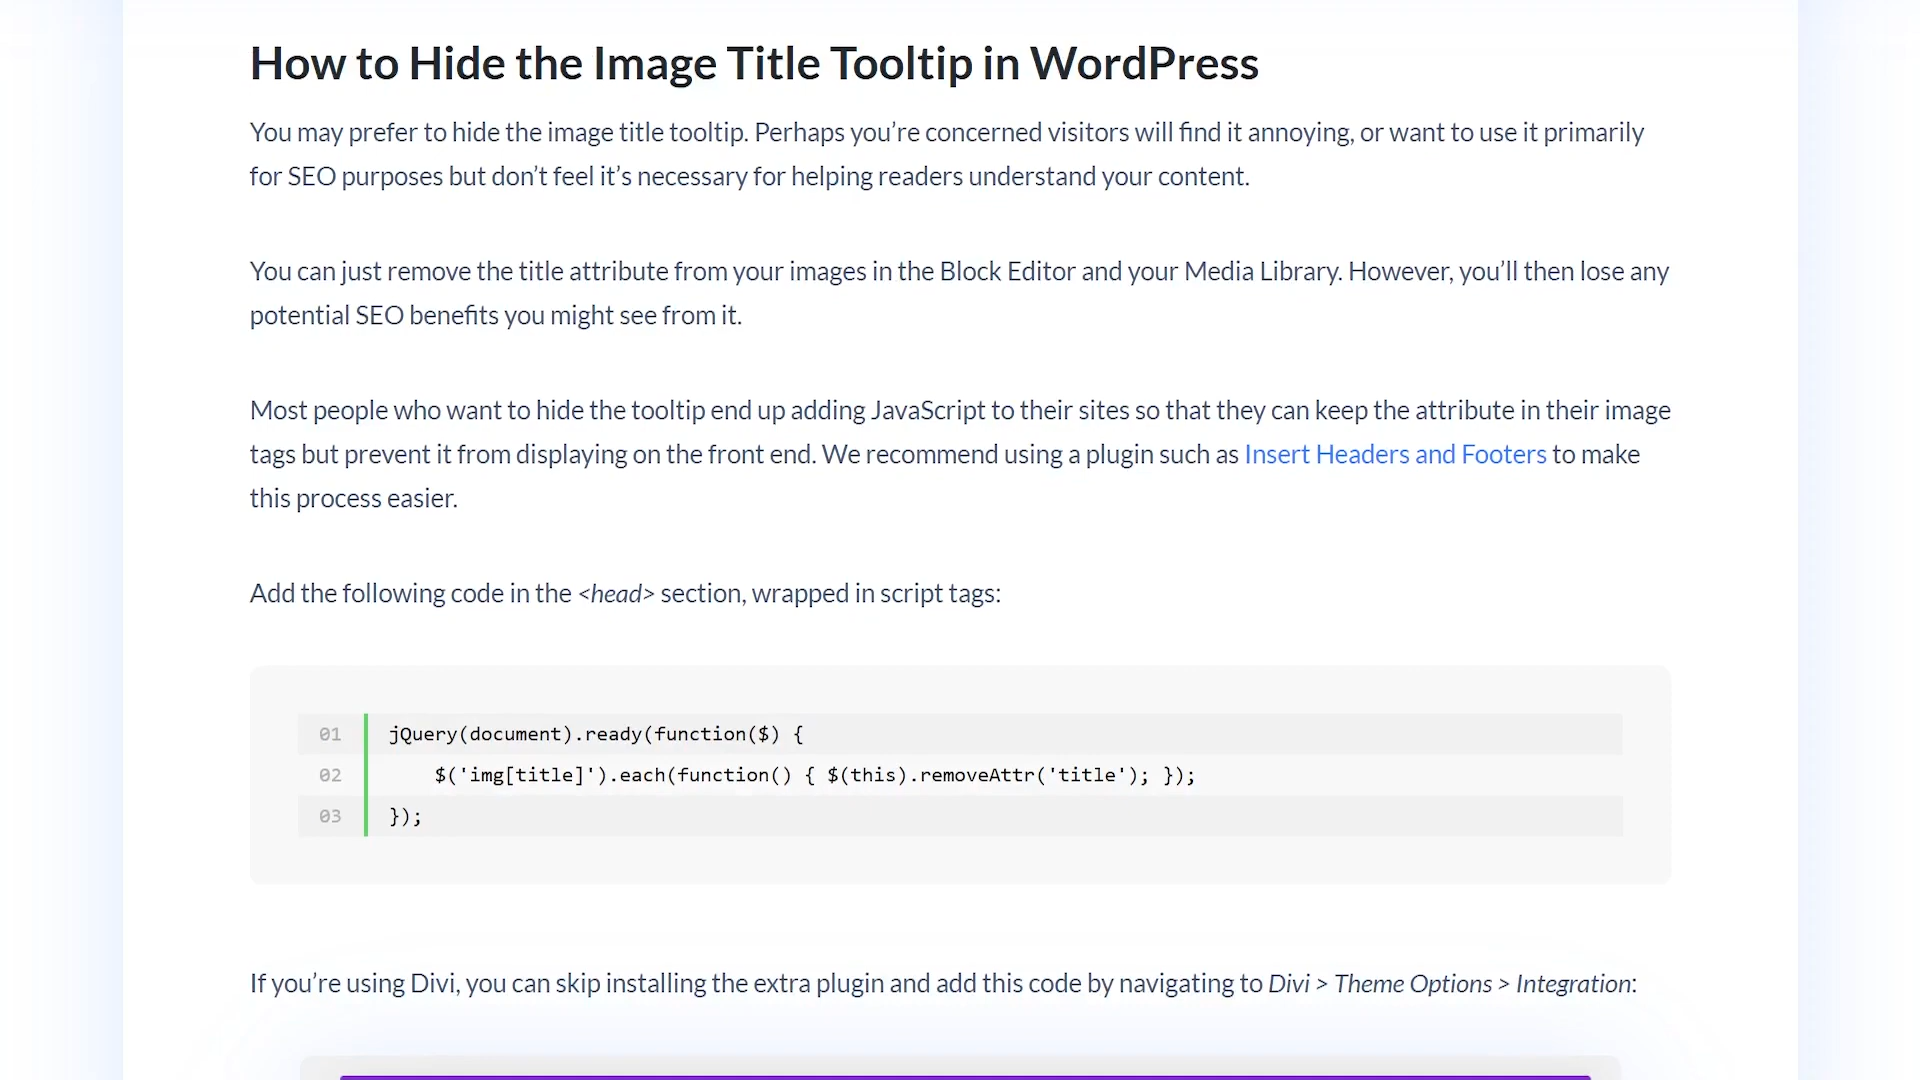 How to Hide the Image Title Tooltip in WordPress
You may prefer to hide the image title tooltip. Perhaps you’re concerned visitors will find it annoying, or want to use it primarily
for SEO purposes but don’t feel it’s necessary for helping readers understand your content.
You can just remove the title attribute from your images in the Block Editor and your Media Library. However, you’ll then lose any
potential SEO benefits you might see from it.
Most people who want to hide the tooltip end up adding JavaScript to their sites so that they can keep the attribute in their image
tags but prevent it from displaying on the front end. We recommend using a plugin such as Insert Headers and Footers to make
this process easier.
Add the following code in the <head> section, wrapped in script tags:
01 jQuery(document).ready(function($) {
02 $('img[title]').each(function() { $(this).removeAttr('title'); });
03 });
If you’re using Divi, you can skip installing the extra plugin and add this code by navigating to Divi > Theme Options > Integration: